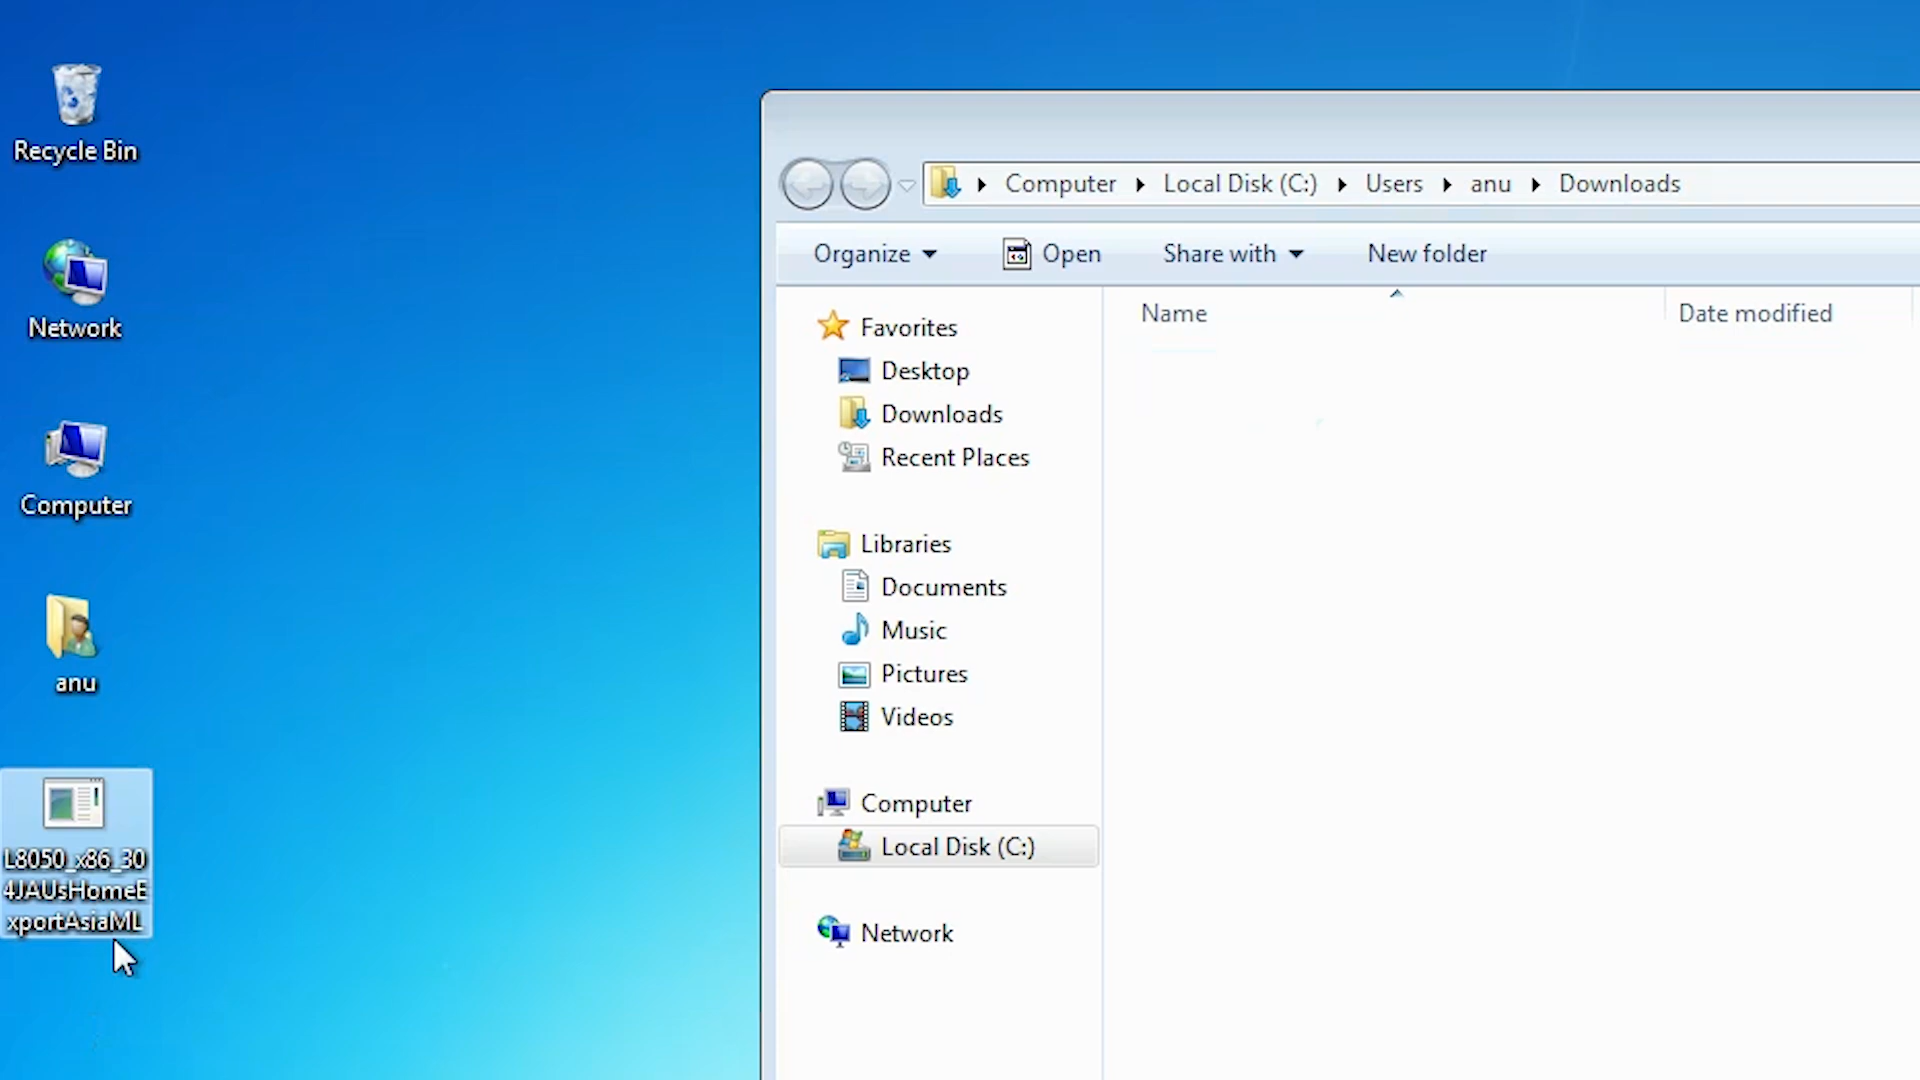 Recycle Bin
Network
Computer
anu
L8050_x86_30
4JAUsHomeE
xportAsiaML
Computer Local Disk (C:) Users anu Downloads
Organize Open Share with New folder
Name Date modified
Favorites
Desktop
Downloads
Recent Places
Libraries
Documents
Music
Pictures
Videos
Computer
Local Disk (C:)
Network